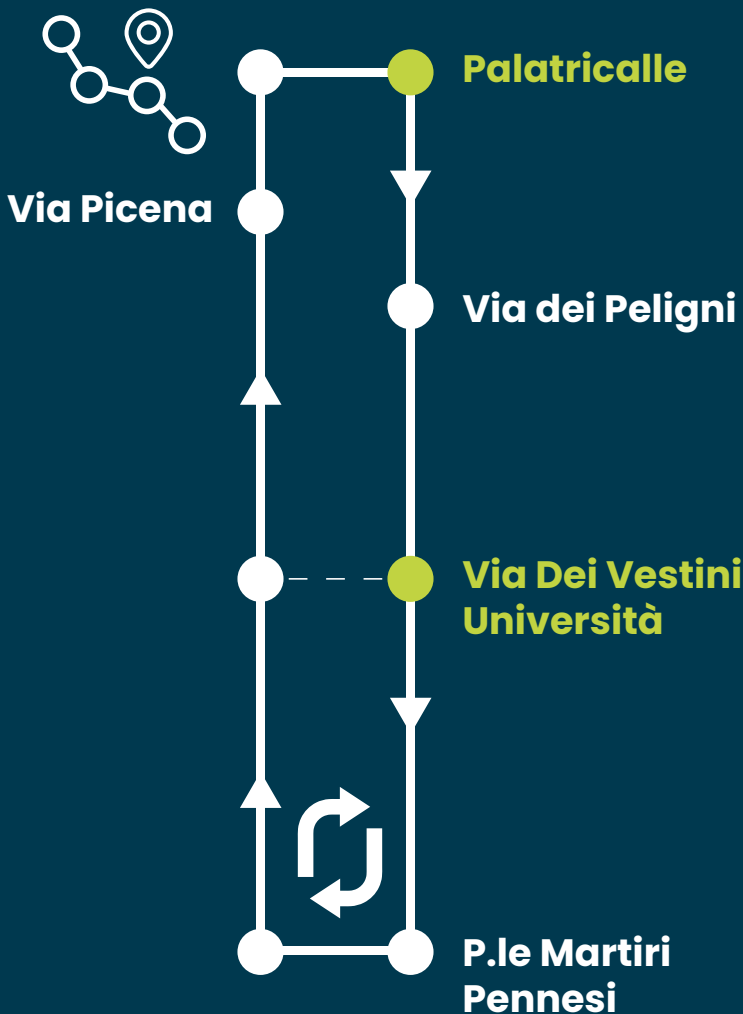 Palatricalle
Via Picena
Via dei Peligni
Via Dei Vestini
Università
P.le Martiri
Pennesi